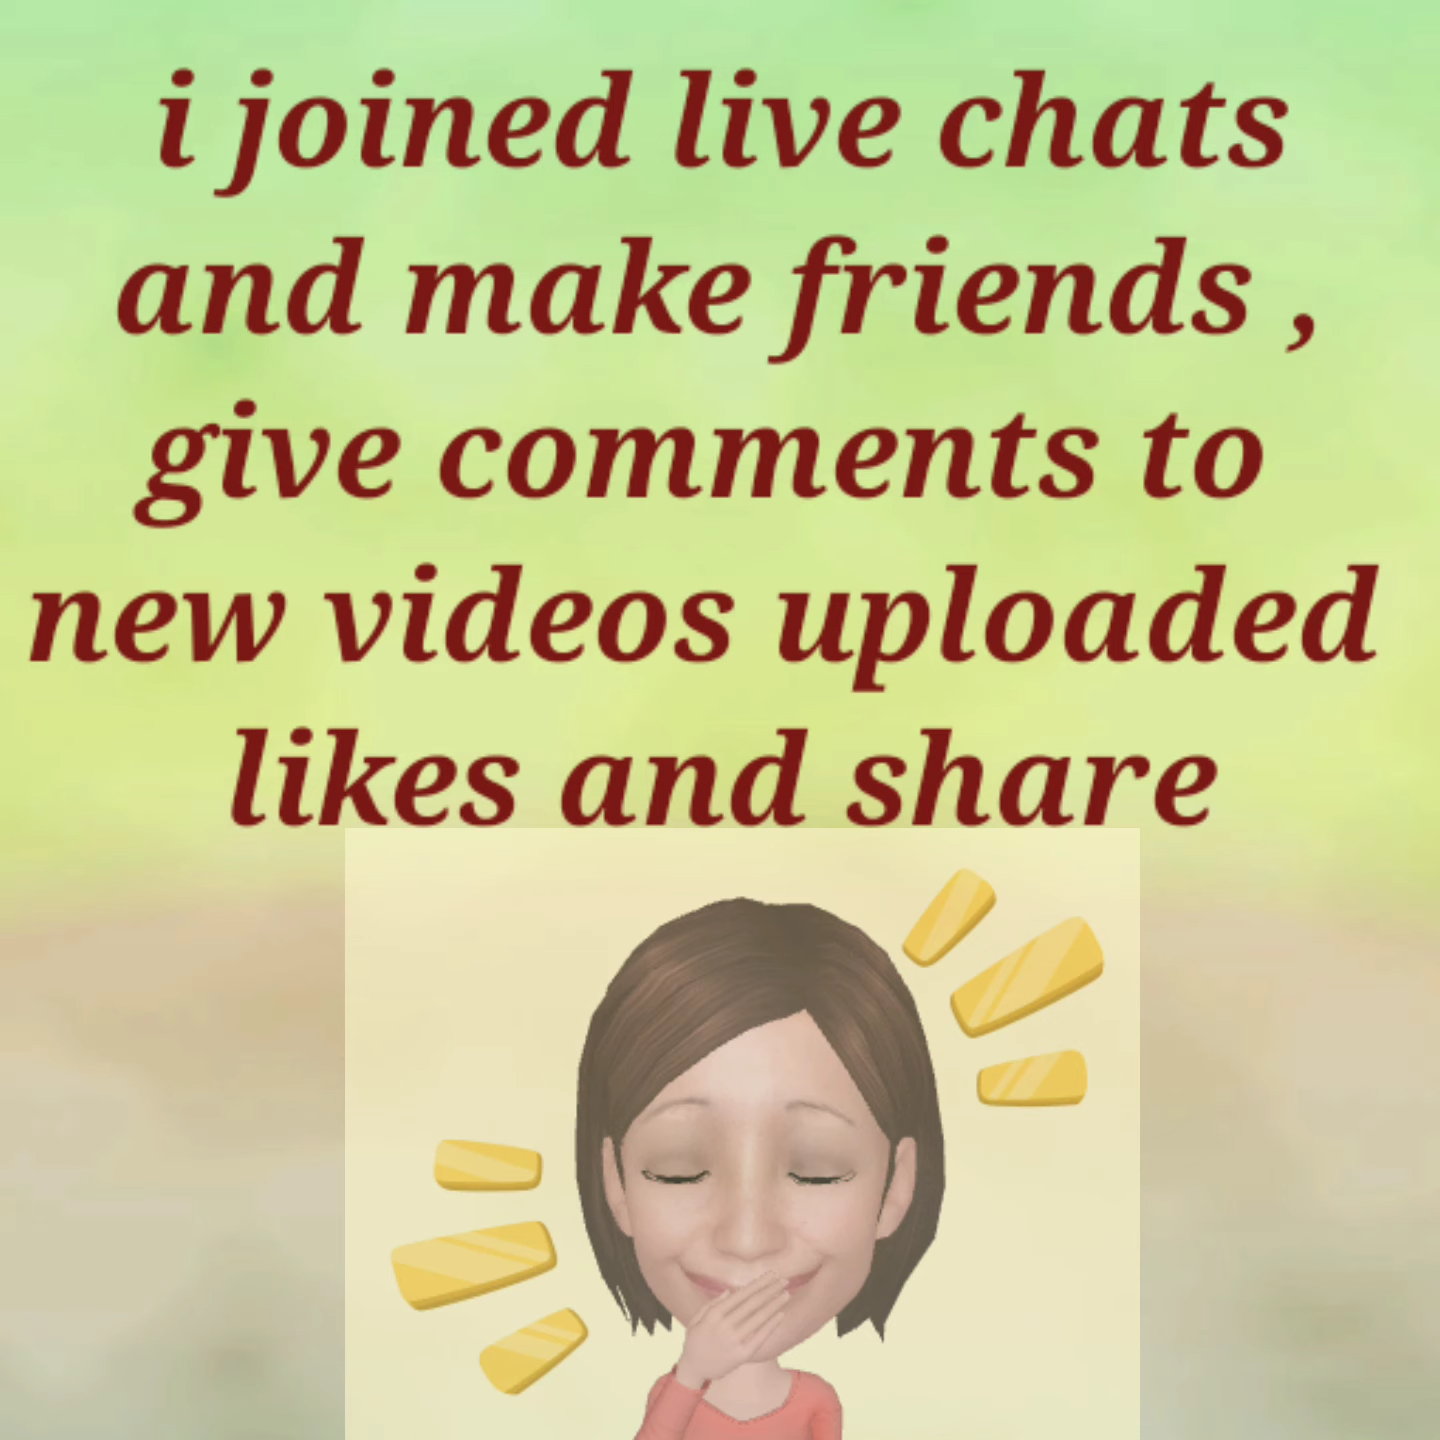 i joined live chats
and make friends ,
give comments to
new videos uploaded
likes and share